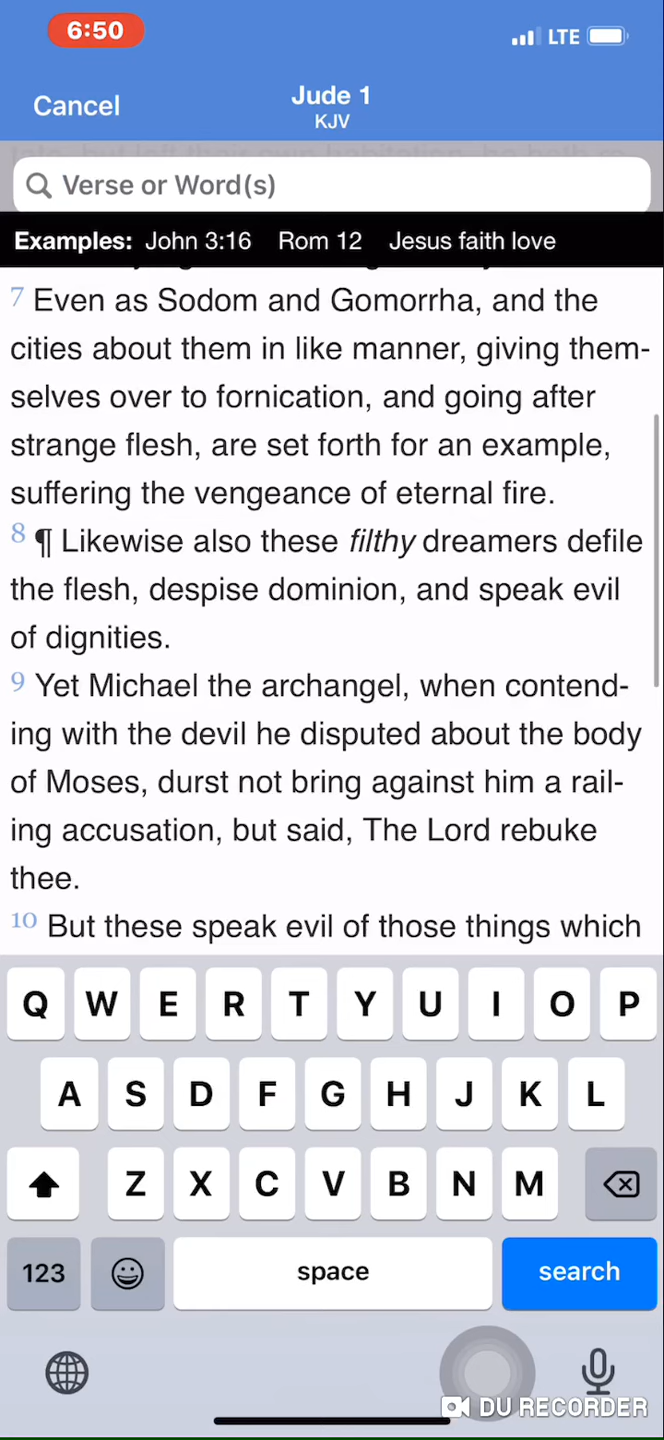 6:50
LTE
Cancel
Jude 1
KJV
Verse or Word(s)
Examples: John 3:16 Rom 12 Jesus faith love
7 Even as Sodom and Gomorrha, and the
cities about them in like manner, giving them-
selves over to fornication, and going after
strange flesh, are set forth for an example,
suffering the vengeance of eternal fire.
8 ¶ Likewise also these filthy dreamers defile
the flesh, despise dominion, and speak evil
of dignities.
9 Yet Michael the archangel, when contend-
ing with the devil he disputed about the body
of Moses, durst not bring against him a rail-
ing accusation, but said, The Lord rebuke
thee.
10 But these speak evil of those things which
Q W E R T Y U I O P
A S D F G H J K L
Z X C V B N M
123 space search
DU RECORDER